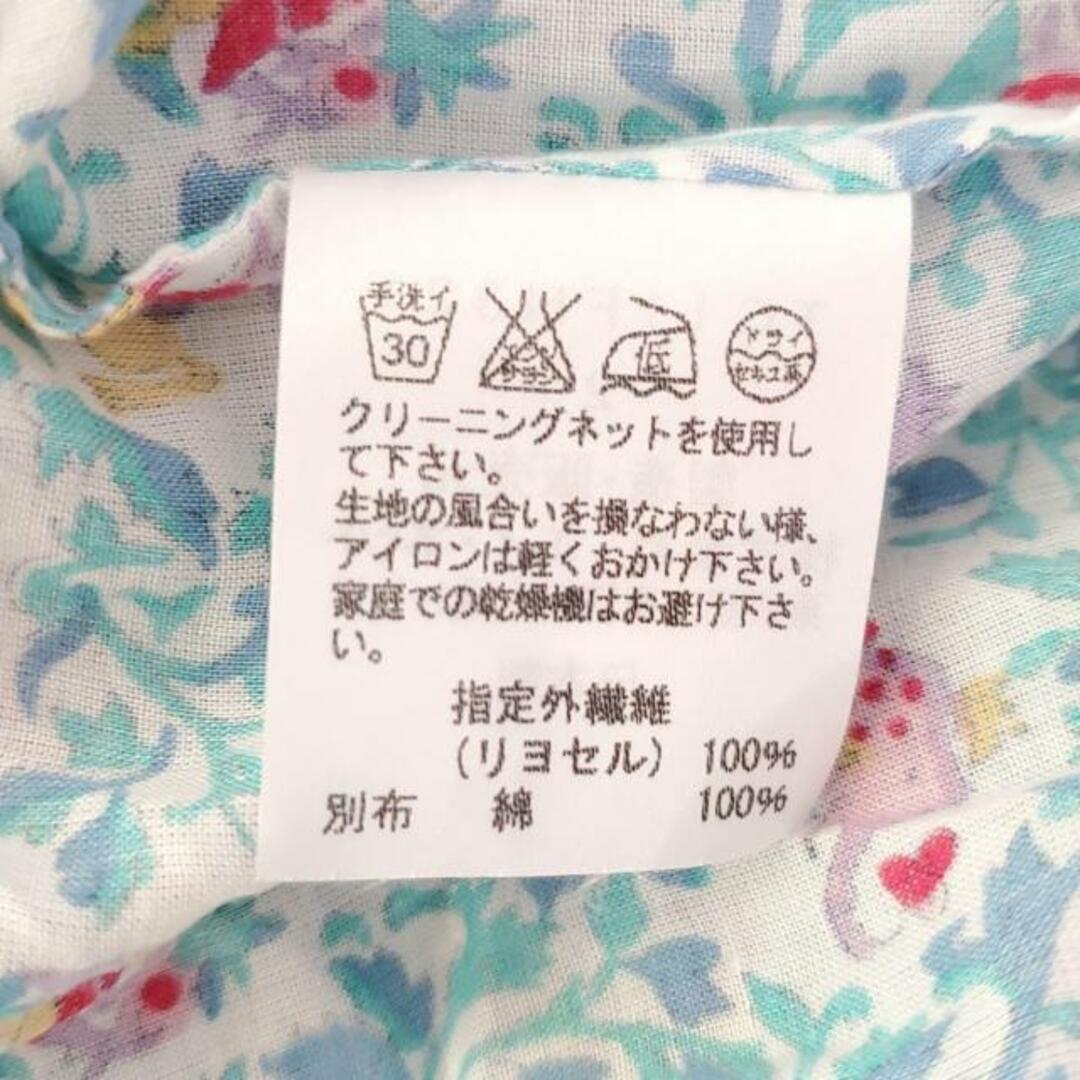 手洗イ
30
低
ドライ
セキユ系
クリーニングネットを使用し
て下さい。
生地の風合いを損なわない様、
アイロンは軽くおかけ下さい。
家庭での乾燥機はお避け下さ
い。
指定外繊維
(リヨセル) 100%
別布 綿 100%